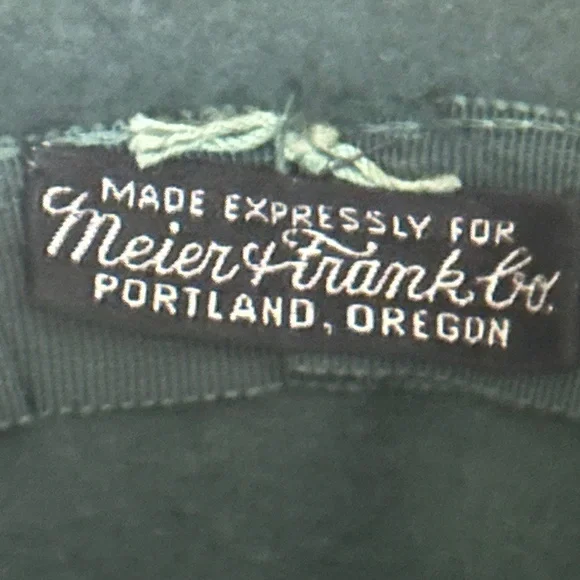 MADE EXPRESSLY FOR
Meier & Frank Co.
PORTLAND, OREGON